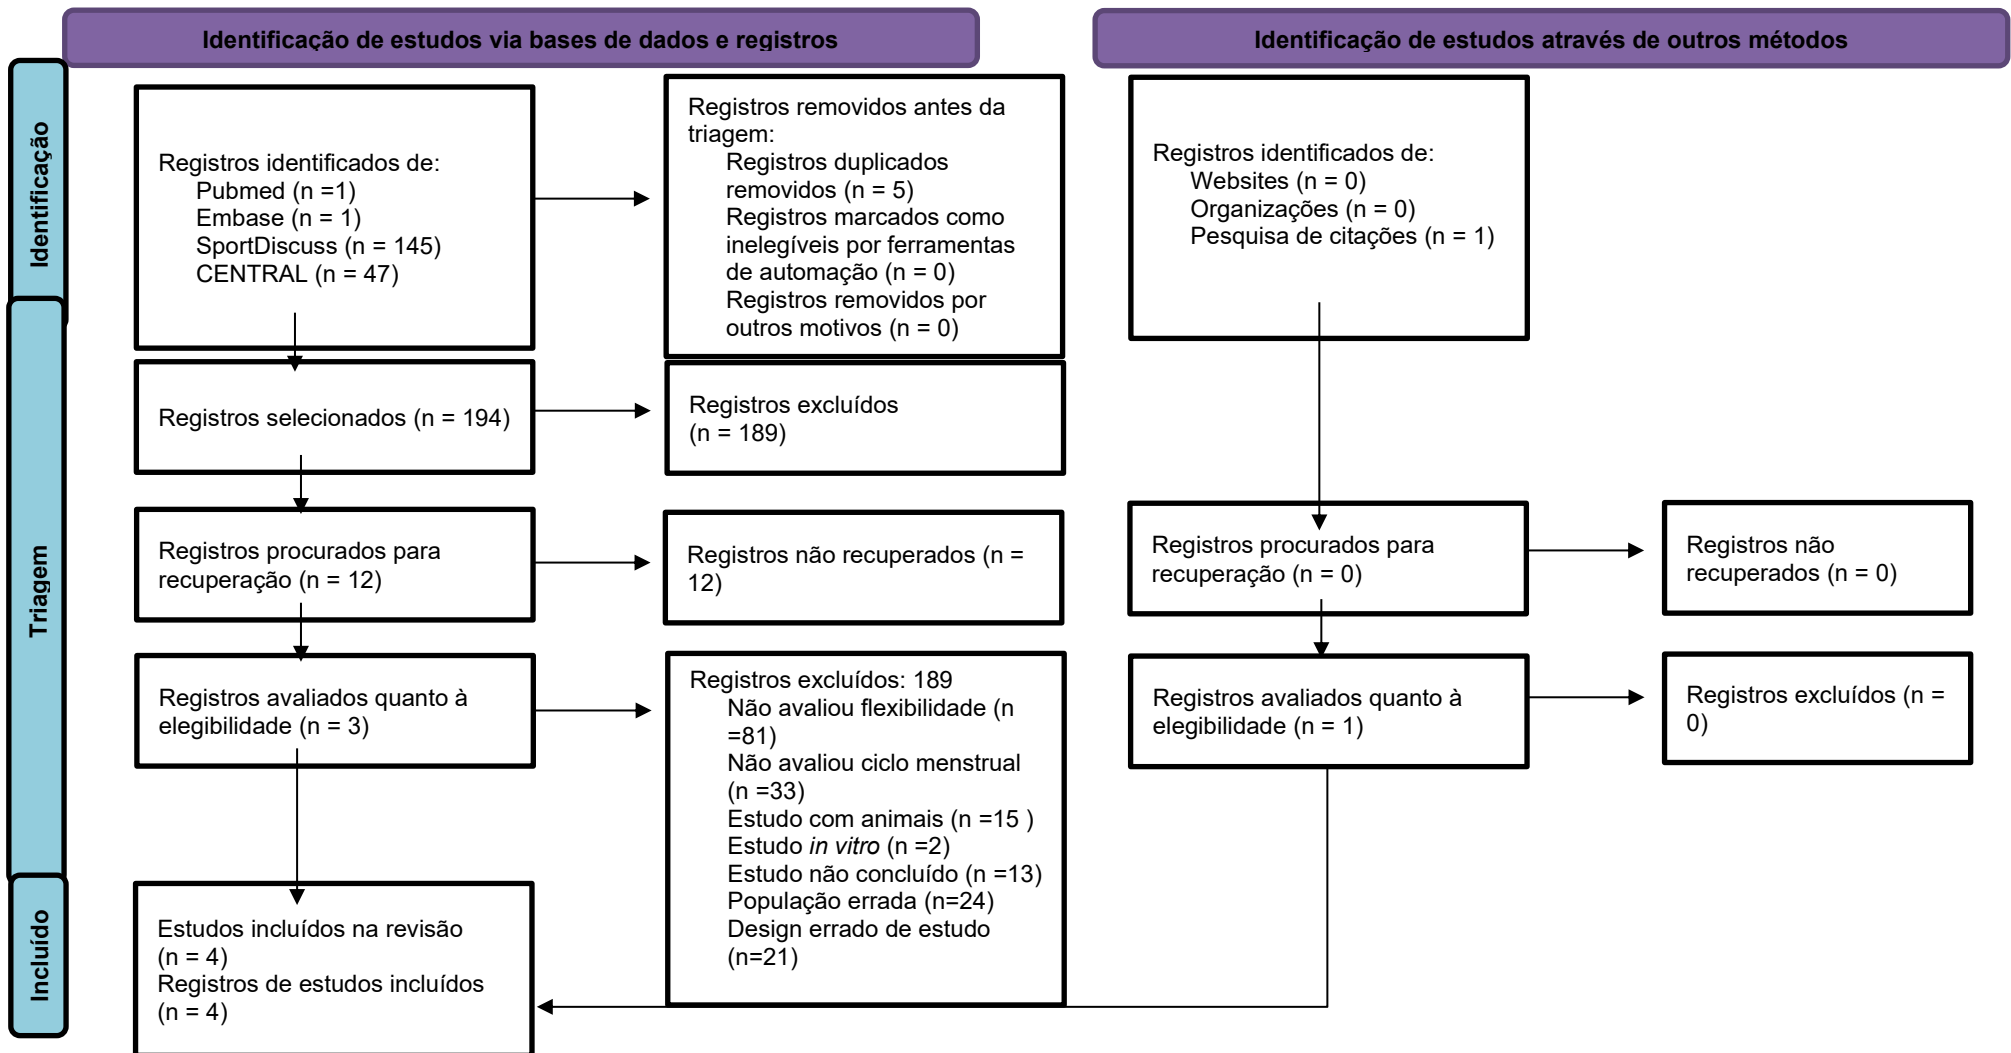 Identificação de estudos via bases de dados e registros
Identificação de estudos através de outros métodos
Identificação
Registros identificados de:
Pubmed (n =1)
Embase (n = 1)
SportDiscuss (n = 145)
CENTRAL (n = 47)
Registros removidos antes da
triagem:
Registros duplicados
removidos (n = 5)
Registros marcados como
inelegíveis por ferramentas
de automação (n = 0)
Registros removidos por
outros motivos (n = 0)
Registros identificados de:
Websites (n = 0)
Organizações (n = 0)
Pesquisa de citações (n = 1)
Triagem
Registros selecionados (n = 194)
Registros excluídos
(n = 189)
Registros procurados para
recuperação (n = 12)
Registros não recuperados (n =
12)
Registros procurados para
recuperação (n = 0)
Registros não
recuperados (n = 0)
Registros avaliados quanto à
elegibilidade (n = 3)
Registros excluídos: 189
Não avaliou flexibilidade (n
=81)
Não avaliou ciclo menstrual
(n =33)
Estudo com animais (n =15 )
Estudo in vitro (n =2)
Estudo não concluído (n =13)
População errada (n=24)
Design errado de estudo
(n=21)
Registros avaliados quanto à
elegibilidade (n = 1)
Registros excluídos (n =
0)
Incluído
Estudos incluídos na revisão
(n = 4)
Registros de estudos incluídos
(n = 4)